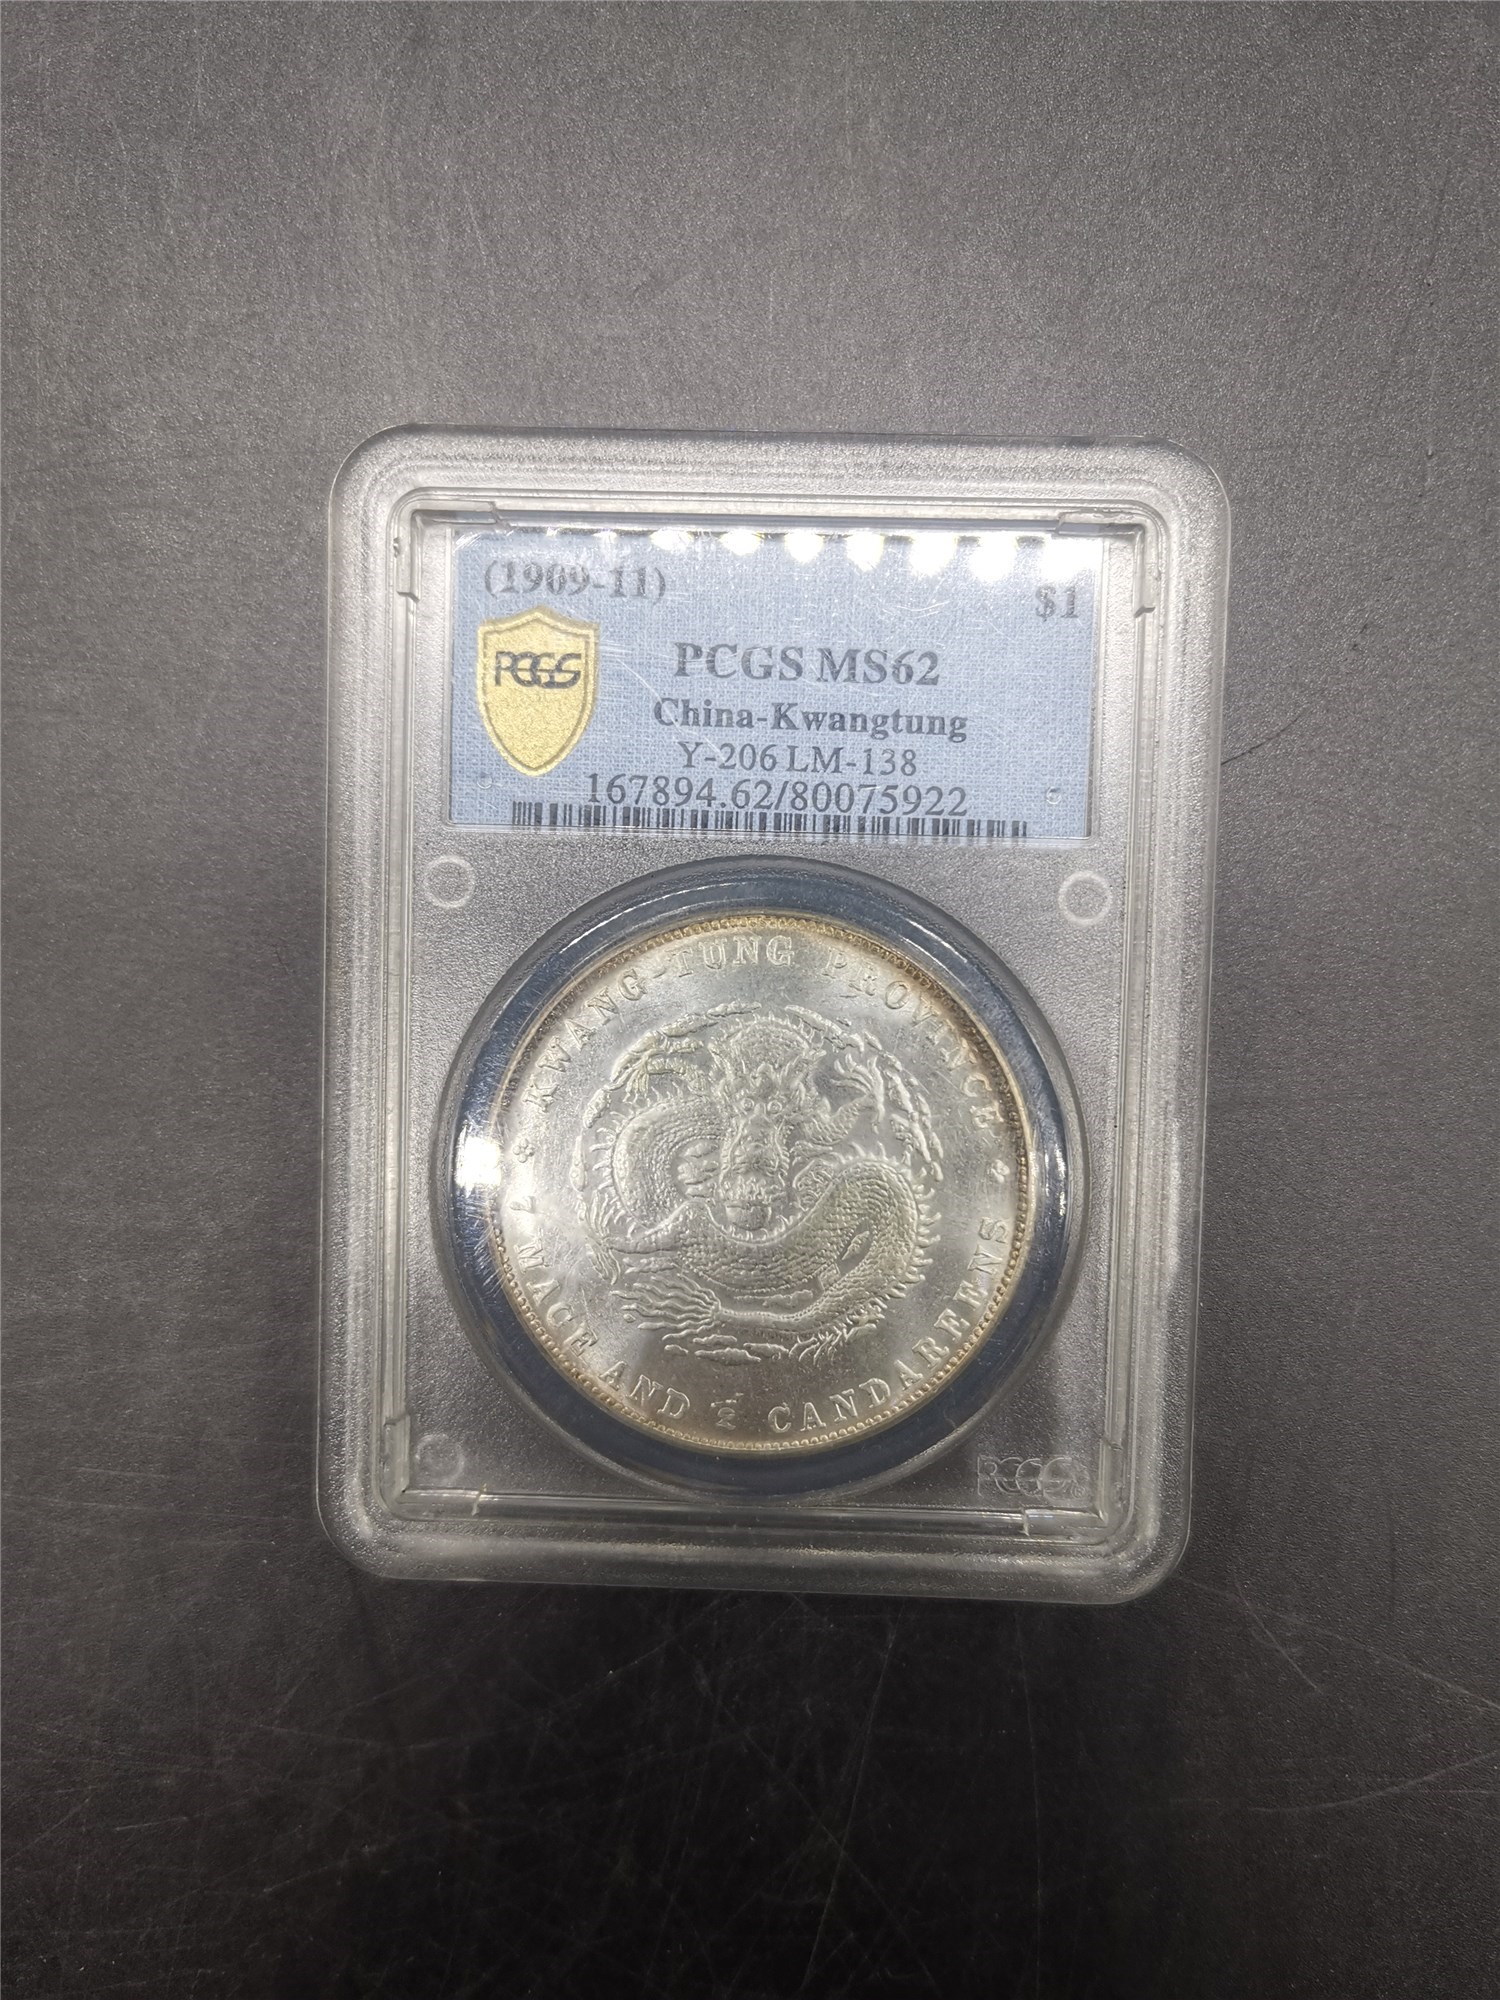 (1909-11)
$1
PCGS
PCGS MS62
China-Kwangtung
Y-206 LM-138
167894.62/80075922
KWANG-TUNG PROVINCE
7 MACE AND 1/2 CANDAREENS
PCGS